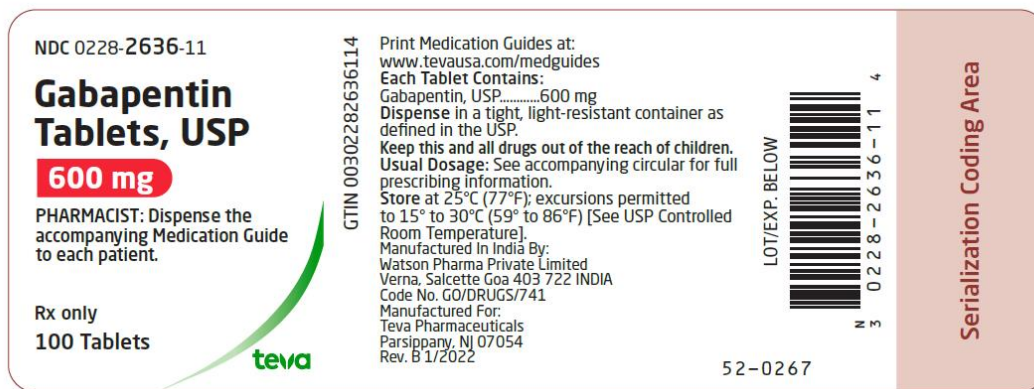 NDC 0228-2636-11
Gabapentin
Tablets, USP
600 mg
PHARMACIST: Dispense the
accompanying Medication Guide
to each patient.
Rx only
100 Tablets
teva
GTIN 00302282636114
Print Medication Guides at:
www.tevausa.com/medguides
Each Tablet Contains:
Gabapentin, USP............600 mg
Dispense in a tight, light-resistant container as
defined in the USP.
Keep this and all drugs out of the reach of children.
Usual Dosage: See accompanying circular for full
prescribing information.
Store at 25°C (77°F); excursions permitted
to 15° to 30°C (59° to 86°F) [See USP Controlled
Room Temperature].
Manufactured In India By:
Watson Pharma Private Limited
Verna, Salcette Goa 403 722 INDIA
Code No. GO/DRUGS/741
Manufactured For:
Teva Pharmaceuticals
Parsippany, NJ 07054
Rev. B 1/2022
LOT/EXP. BELOW
N
3 0228-2636-11 4
52-0267
Serialization Coding Area